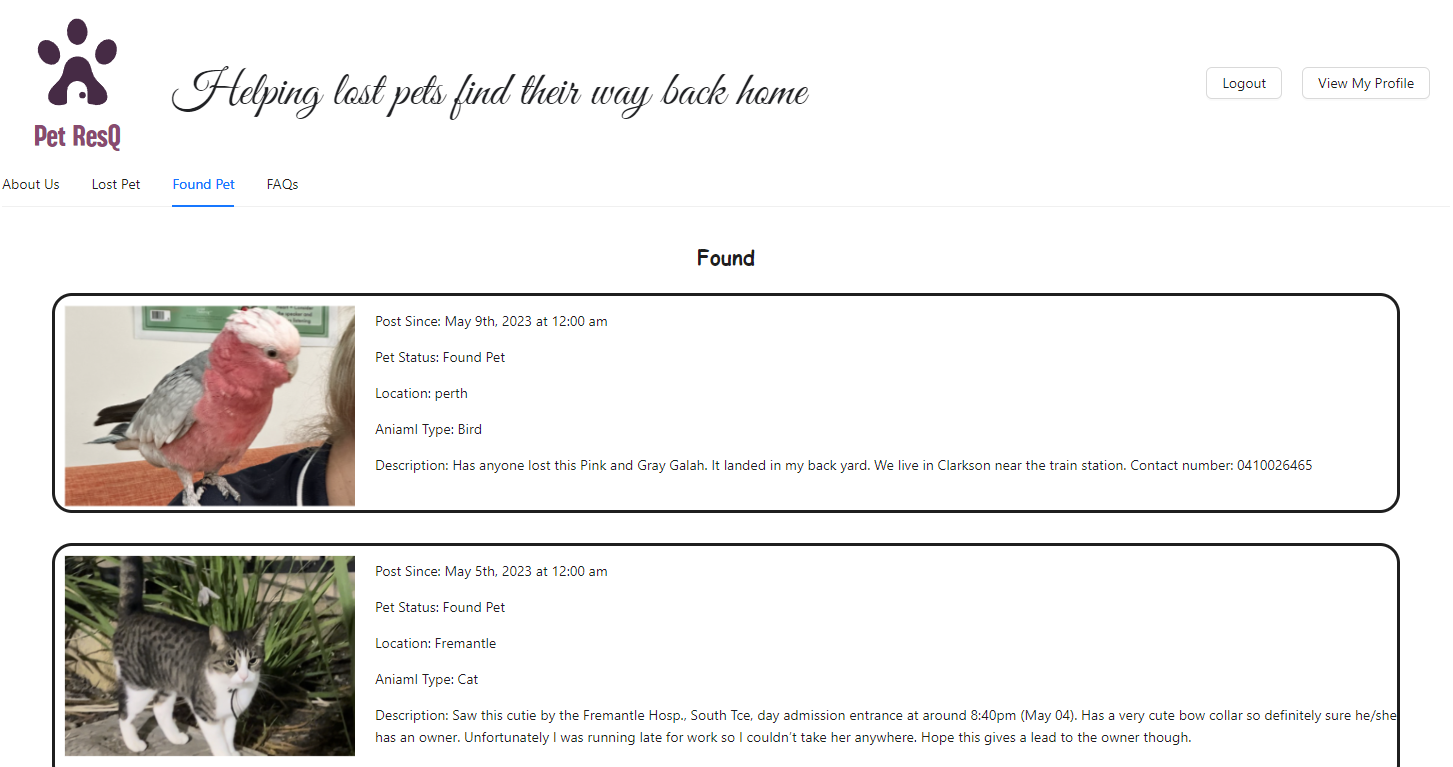 Pet ResQ
Helping lost pets find their way back home
Logout
View My Profile
About Us
Lost Pet
Found Pet
FAQs
Found
Post Since: May 9th, 2023 at 12:00 am
Pet Status: Found Pet
Location: perth
Aniaml Type: Bird
Description: Has anyone lost this Pink and Gray Galah. It landed in my back yard. We live in Clarkson near the train station. Contact number: 0410026465
Post Since: May 5th, 2023 at 12:00 am
Pet Status: Found Pet
Location: Fremantle
Aniaml Type: Cat
Description: Saw this cutie by the Fremantle Hosp., South Tce, day admission entrance at around 8:40pm (May 04). Has a very cute bow collar so definitely sure he/she
has an owner. Unfortunately I was running late for work so I couldn't take her anywhere. Hope this gives a lead to the owner though.